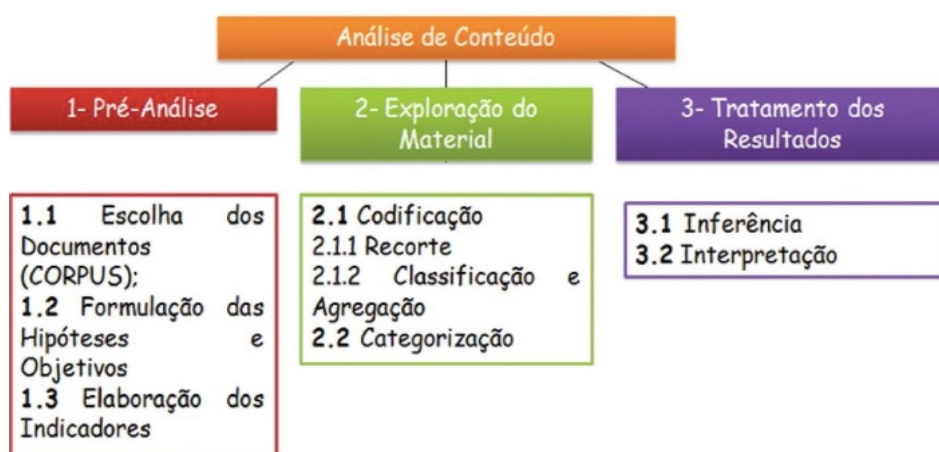 Análise de Conteúdo
1- Pré-Análise
1.1 Escolha dos
Documentos
(CORPUS);
1.2 Formulação das
Hipóteses e
Objetivos
1.3 Elaboração dos
Indicadores
2- Exploração do
Material
2.1 Codificação
2.1.1 Recorte
2.1.2 Classificação e
Agregação
2.2 Categorização
3- Tratamento dos
Resultados
3.1 Inferência
3.2 Interpretação